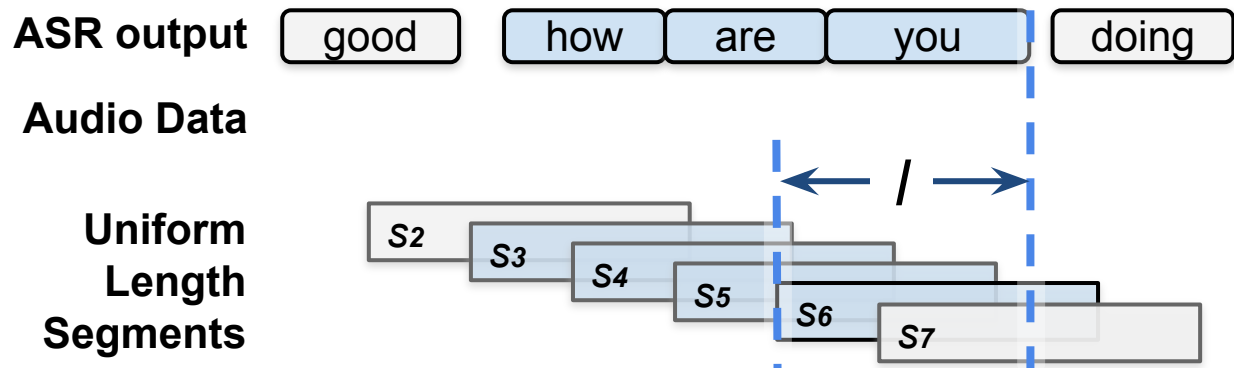 ASR output good how are you doing
Audio Data
l
Uniform
Length
Segments
S2
S3
S4
S5
S6
S7